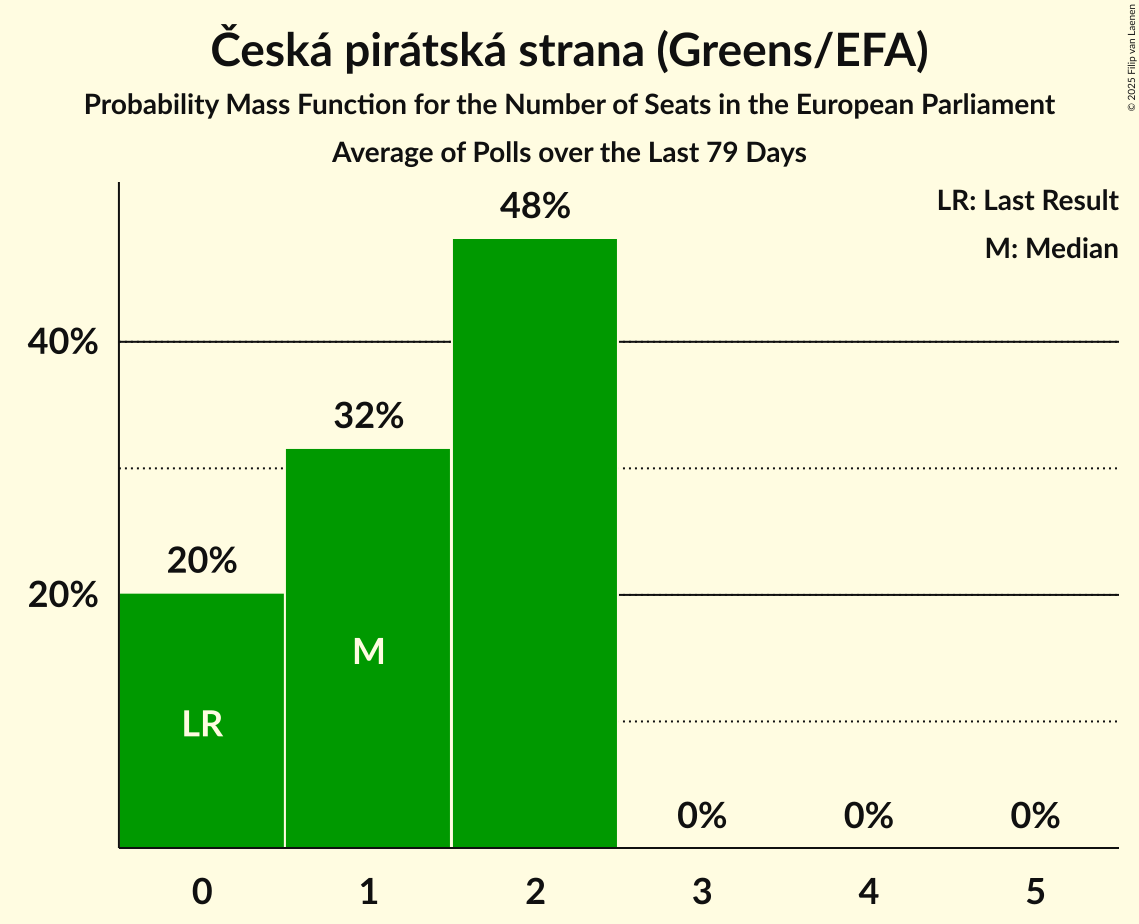 Česká pirátská strana (Greens/EFA)
Probability Mass Function for the Number of Seats in the European Parliament
Average of Polls over the Last 79 Days
© 2025 Filip van Laenen
LR: Last Result
M: Median
48%
40%
32%
20%
20%
M
LR
0%
0%
0%
0
1
2
3
4
5